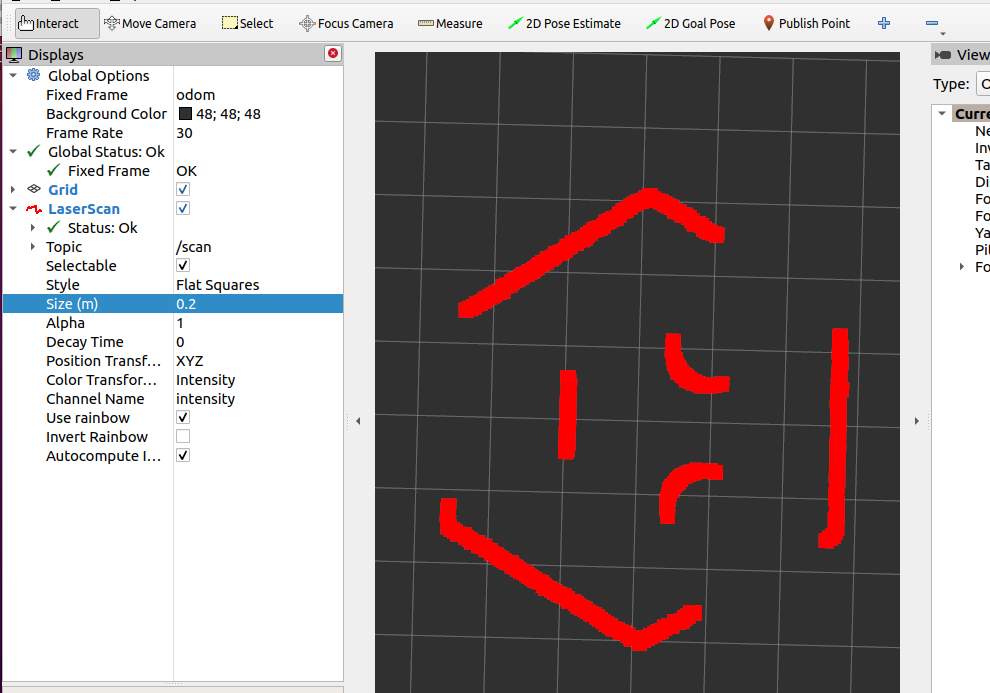 Interact Move Camera Select Focus Camera Measure 2D Pose Estimate 2D Goal Pose Publish Point
Displays
Global Options
Fixed Frame odom
Background Color 48; 48; 48
Frame Rate 30
Global Status: Ok
Fixed Frame OK
Grid
LaserScan
Status: Ok
Topic /scan
Selectable
Style Flat Squares
Size (m) 0.2
Alpha 1
Decay Time 0
Position Transf... XYZ
Color Transfor... Intensity
Channel Name intensity
Use rainbow
Invert Rainbow
Autocompute I...
View
Type:
Curre
Ne
Inv
Ta
Di
Fo
Fo
Ya
Pit
Fo